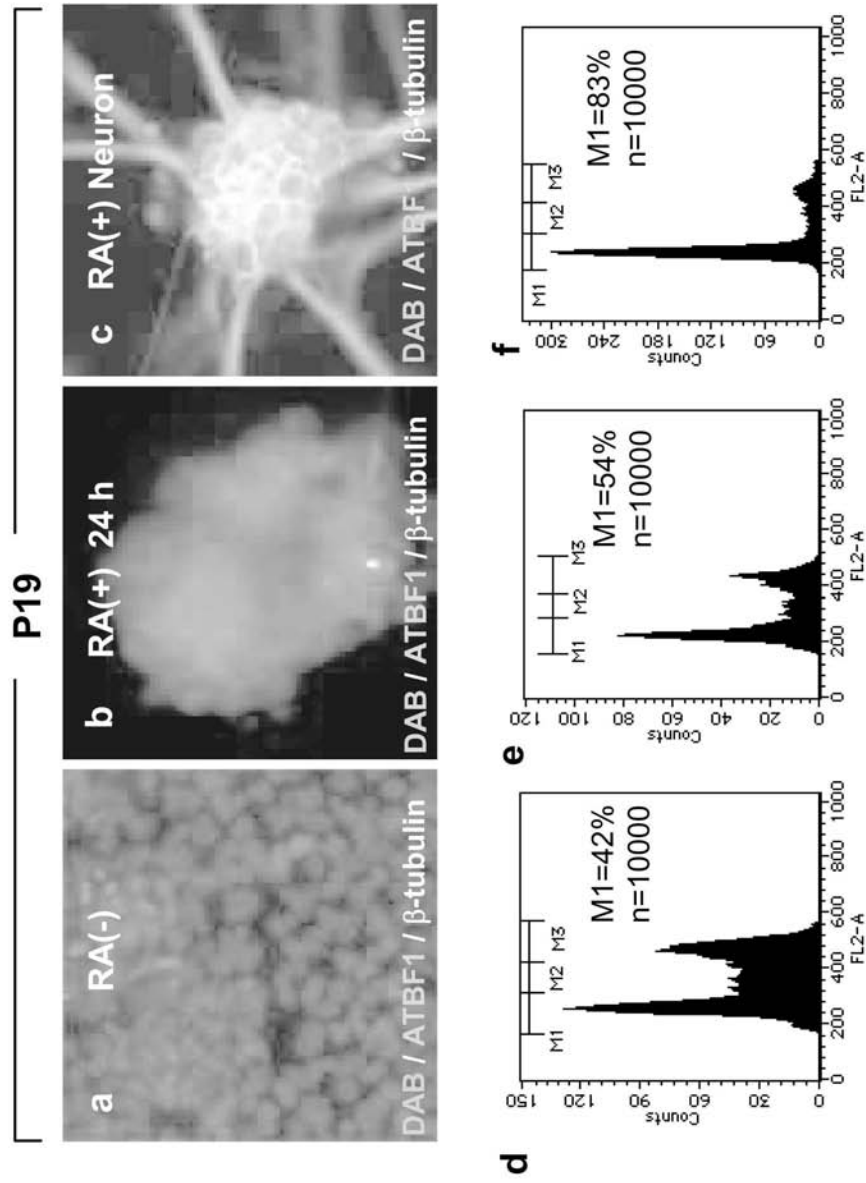 P19
a RA(-)
DAB / ATBF1 / β-tubulin
b RA(+) 24 h
DAB / ATBF1 / β-tubulin
c RA(+) Neuron
DAB / ATBF1 / β-tubulin
d
150
120
90
60
30
0
Counts
M1 M2 M3
M1=42%
n=10000
0 200 400 600 800 1000
FL2-A
e
120
100
80
60
40
20
0
Counts
M1 M2 M3
M1=54%
n=10000
0 200 400 600 800 1000
FL2-A
f
300
240
180
120
60
0
Counts
M1 M2 M3
M1=83%
n=10000
0 200 400 600 800 1000
FL2-A